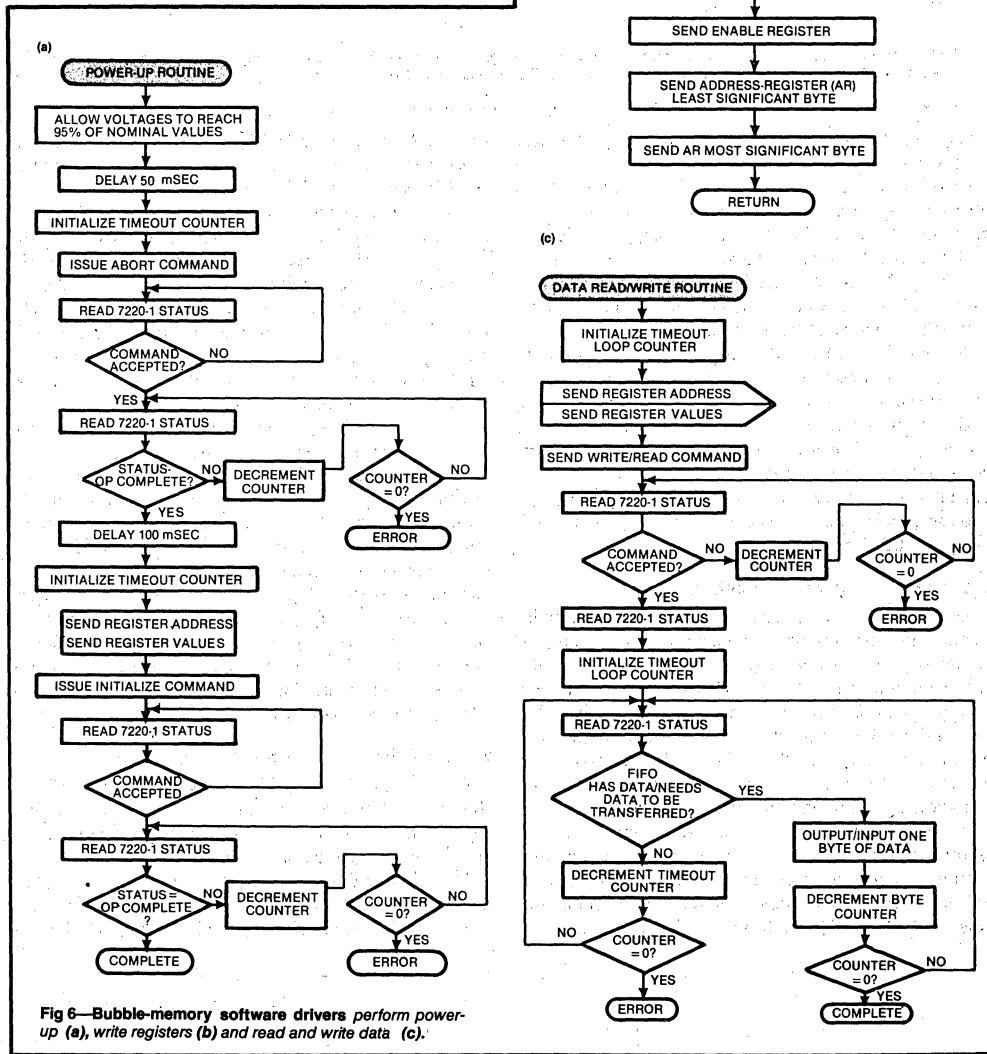 (a)
POWER-UP ROUTINE
ALLOW VOLTAGES TO REACH
95% OF NOMINAL VALUES
DELAY 50 mSEC
INITIALIZE TIMEOUT COUNTER
ISSUE ABORT COMMAND
READ 7220-1 STATUS
COMMAND
ACCEPTED?
NO
YES
READ 7220-1 STATUS
STATUS-
OP COMPLETE?
NO
DECREMENT
COUNTER
COUNTER
= 0?
NO
YES
ERROR
YES
DELAY 100 mSEC
INITIALIZE TIMEOUT COUNTER
SEND REGISTER ADDRESS
SEND REGISTER VALUES
ISSUE INITIALIZE COMMAND
READ 7220-1 STATUS
COMMAND
ACCEPTED
READ 7220-1 STATUS
STATUS =
OP COMPLETE
?
NO
DECREMENT
COUNTER
COUNTER
= 0?
NO
YES
ERROR
COMPLETE
SEND ENABLE REGISTER
SEND ADDRESS-REGISTER (AR)
LEAST SIGNIFICANT BYTE
SEND AR MOST SIGNIFICANT BYTE
RETURN
(c)
DATA READ/WRITE ROUTINE
INITIALIZE TIMEOUT
LOOP COUNTER
SEND REGISTER ADDRESS
SEND REGISTER VALUES
SEND WRITE/READ COMMAND
READ 7220-1 STATUS
COMMAND
ACCEPTED?
NO
DECREMENT
COUNTER
COUNTER
= 0
NO
YES
ERROR
YES
READ 7220-1 STATUS
INITIALIZE TIMEOUT
LOOP COUNTER
READ 7220-1 STATUS
FIFO
HAS DATA/NEEDS
DATA TO BE
TRANSFERRED?
YES
OUTPUT/INPUT ONE
BYTE OF DATA
DECREMENT BYTE
COUNTER
COUNTER
= 0?
NO
YES
COMPLETE
NO
DECREMENT TIMEOUT
COUNTER
COUNTER
= 0?
NO
YES
ERROR
Fig 6—Bubble-memory software drivers perform power-
up (a), write registers (b) and read and write data (c).